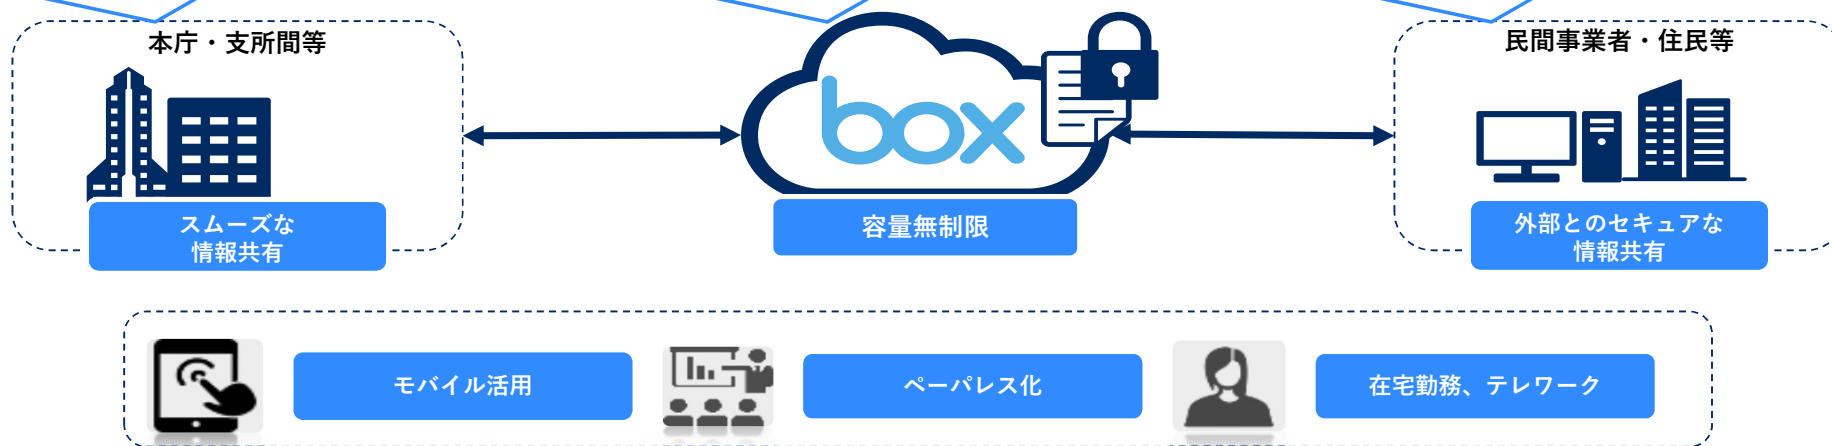 本庁・支所間等
民間事業者・住民等
box
スムーズな
情報共有
容量無制限
外部とのセキュアな
情報共有
モバイル活用
ペーパレス化
在宅勤務、テレワーク